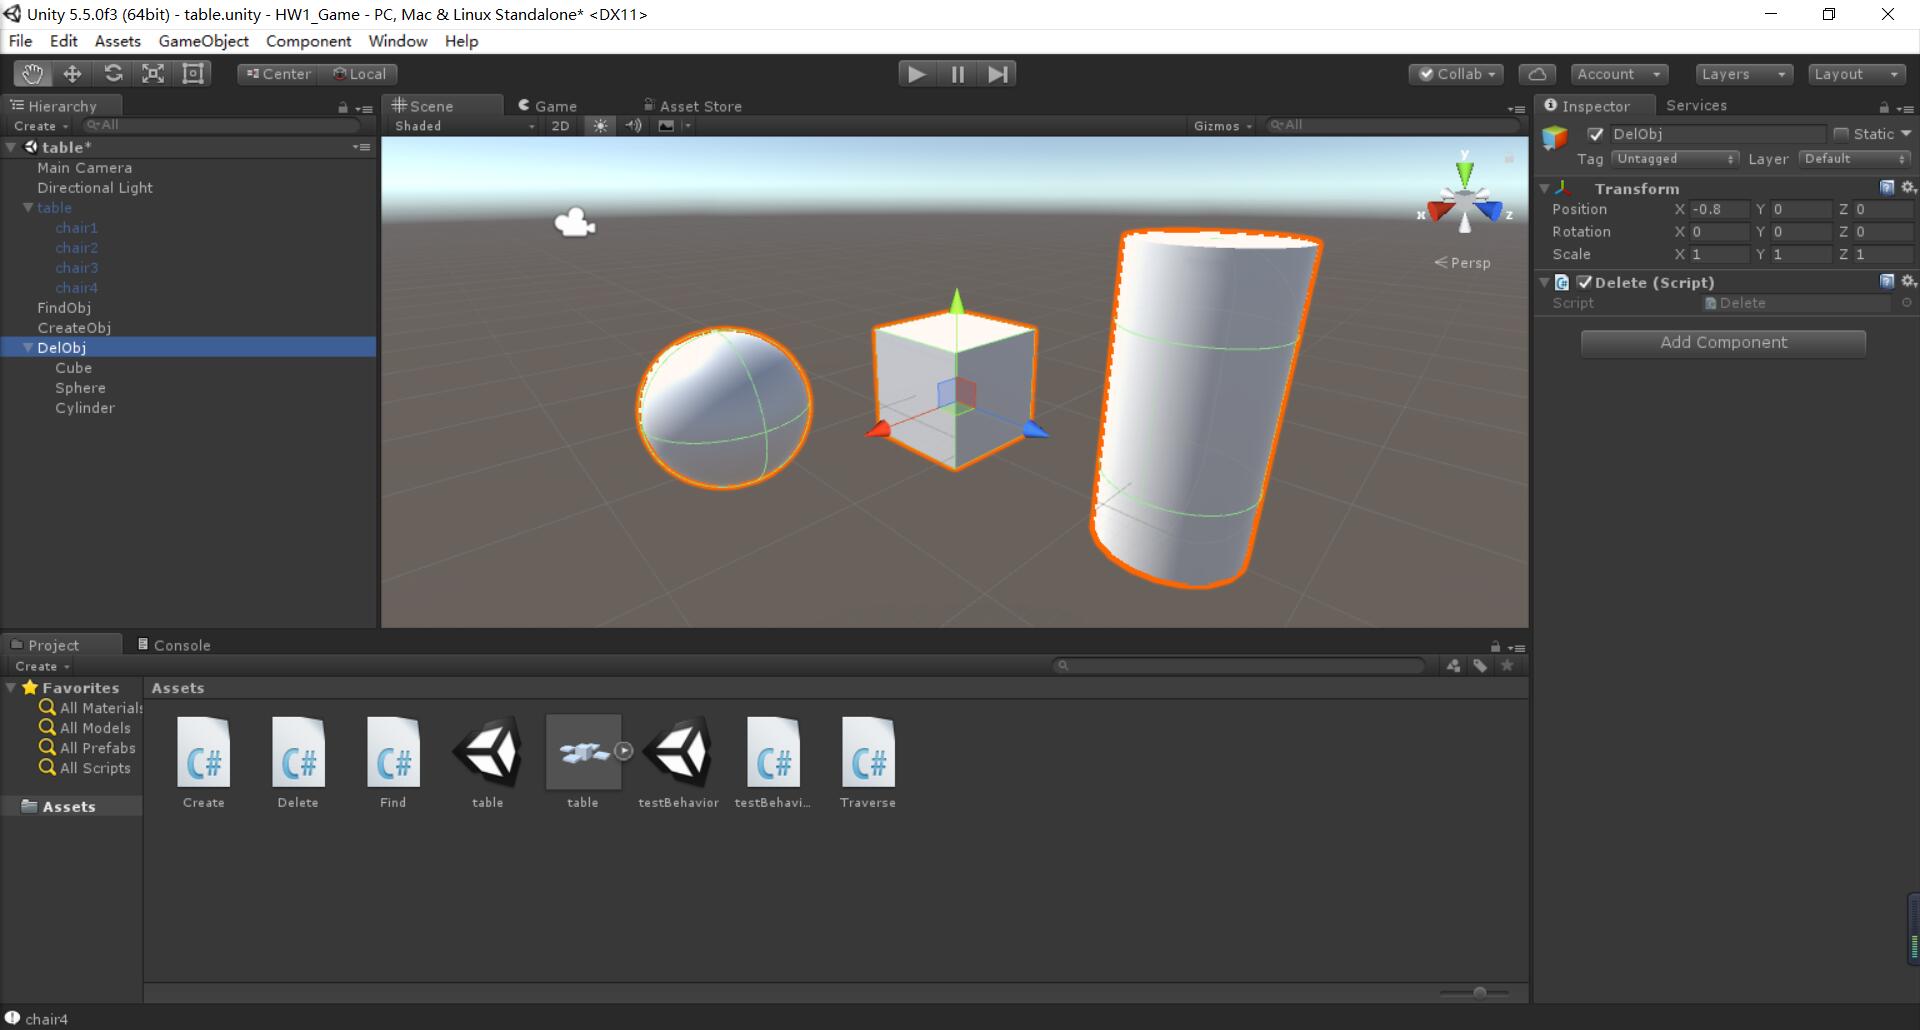 Unity 5.5.0f3 (64bit) - table.unity - HW1_Game - PC, Mac & Linux Standalone* <DX11>
File Edit Assets GameObject Component Window Help
Center Local Collab Account Layers Layout
Hierarchy
Create All
table*
Main Camera
Directional Light
table
chair1
chair2
chair3
chair4
FindObj
CreateObj
DelObj
Cube
Sphere
Cylinder
Scene Game Asset Store
Shaded 2D Gizmos All
y
x z
Persp
Inspector Services
DelObj Static
Tag Untagged Layer Default
Transform
Position X -0.8 Y 0 Z 0
Rotation X 0 Y 0 Z 0
Scale X 1 Y 1 Z 1
C# Delete (Script)
Script Delete
Add Component
Project Console
Create
Favorites
All Materials
All Models
All Prefabs
All Scripts
Assets
Assets
C# C# C# C# C#
Create Delete Find table table testBehavior testBehavi... Traverse
chair4